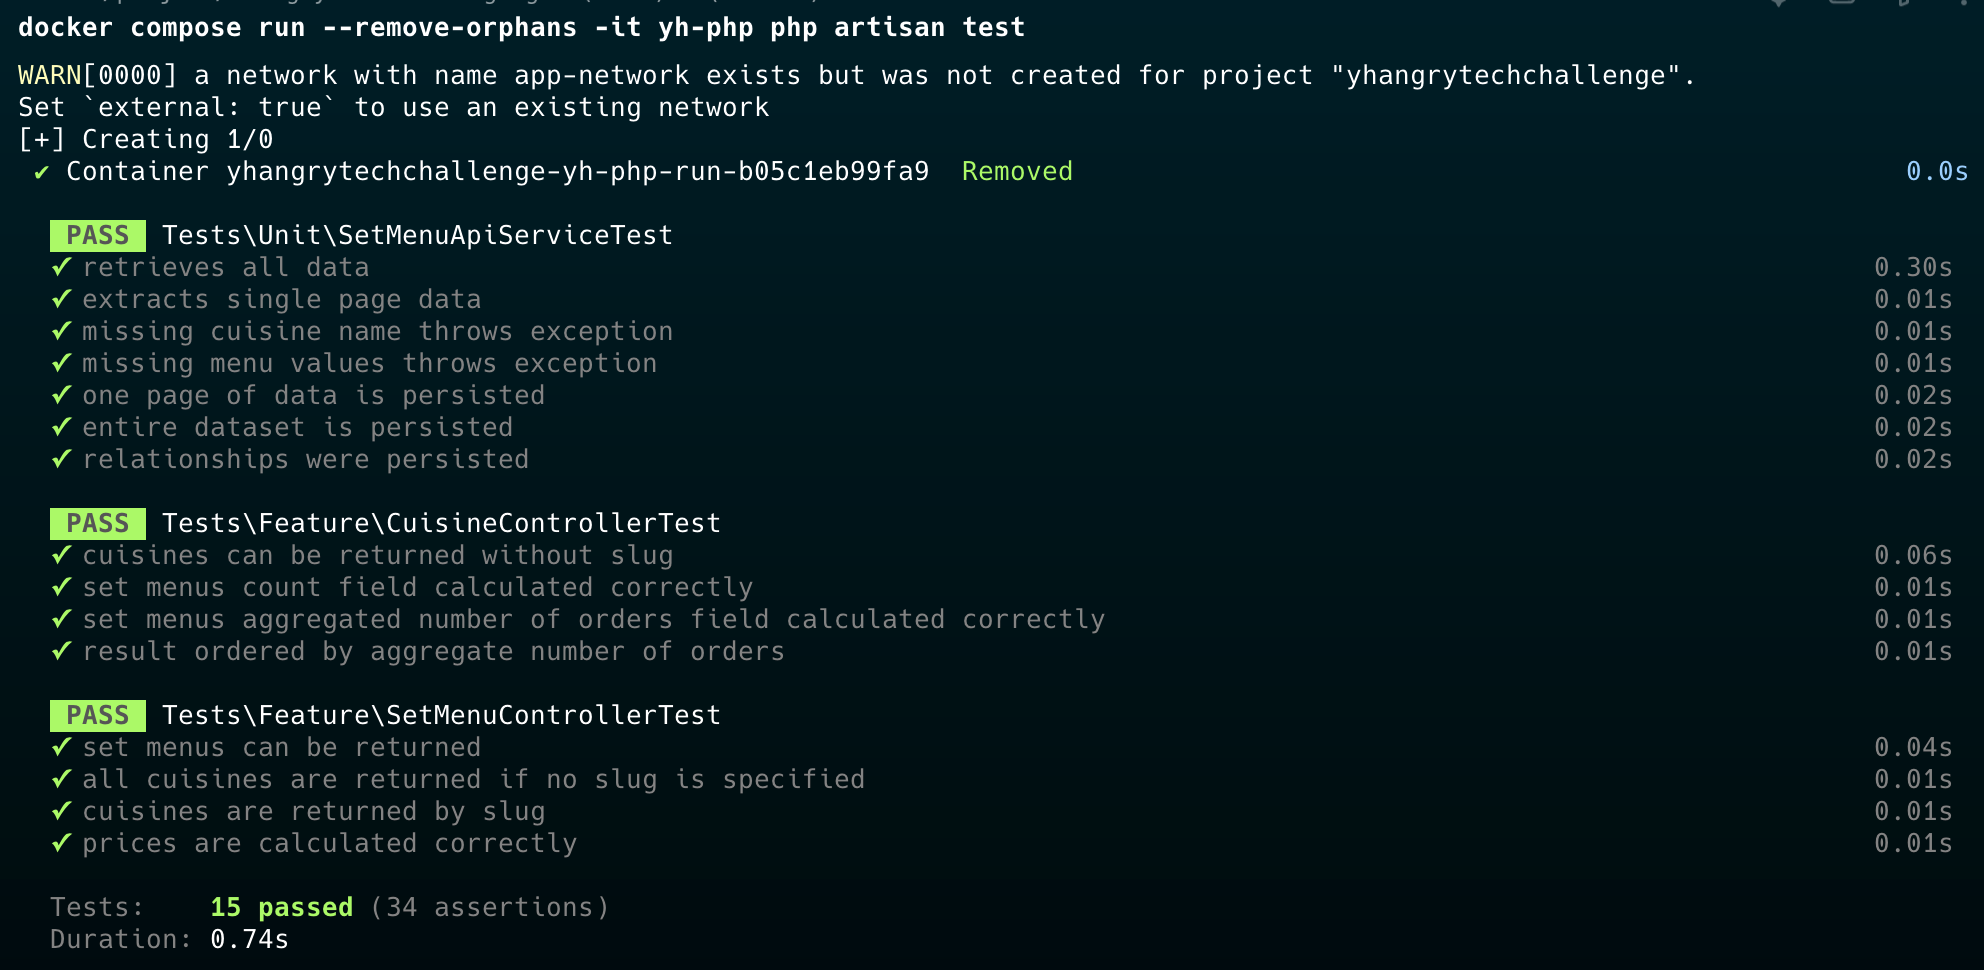 docker compose run --remove-orphans -it yh-php php artisan test
WARN[0000] a network with name app-network exists but was not created for project "yhangrytechchallenge".
Set `external: true` to use an existing network
[+] Creating 1/0
✔ Container yhangrytechchallenge-yh-php-run-b05c1eb99fa9 Removed 0.0s
PASS Tests\Unit\SetMenuApiServiceTest
✓ retrieves all data 0.30s
✓ extracts single page data 0.01s
✓ missing cuisine name throws exception 0.01s
✓ missing menu values throws exception 0.01s
✓ one page of data is persisted 0.02s
✓ entire dataset is persisted 0.02s
✓ relationships were persisted 0.02s
PASS Tests\Feature\CuisineControllerTest
✓ cuisines can be returned without slug 0.06s
✓ set menus count field calculated correctly 0.01s
✓ set menus aggregated number of orders field calculated correctly 0.01s
✓ result ordered by aggregate number of orders 0.01s
PASS Tests\Feature\SetMenuControllerTest
✓ set menus can be returned 0.04s
✓ all cuisines are returned if no slug is specified 0.01s
✓ cuisines are returned by slug 0.01s
✓ prices are calculated correctly 0.01s
Tests: 15 passed (34 assertions)
Duration: 0.74s